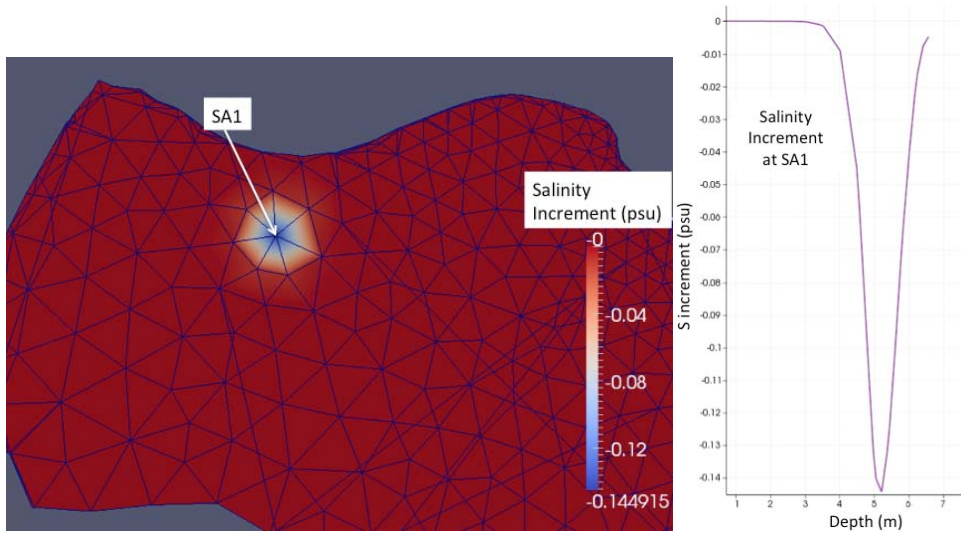 SA1
Salinity
Increment (psu)
-0
-0.04
-0.08
-0.12
-0.144915
S increment (psu)
0
-0.01
-0.02
-0.03
-0.04
-0.05
-0.06
-0.07
-0.08
-0.09
-0.1
-0.11
-0.12
-0.13
-0.14
Salinity
Increment
at SA1
1 2 3 4 5 6 7
Depth (m)